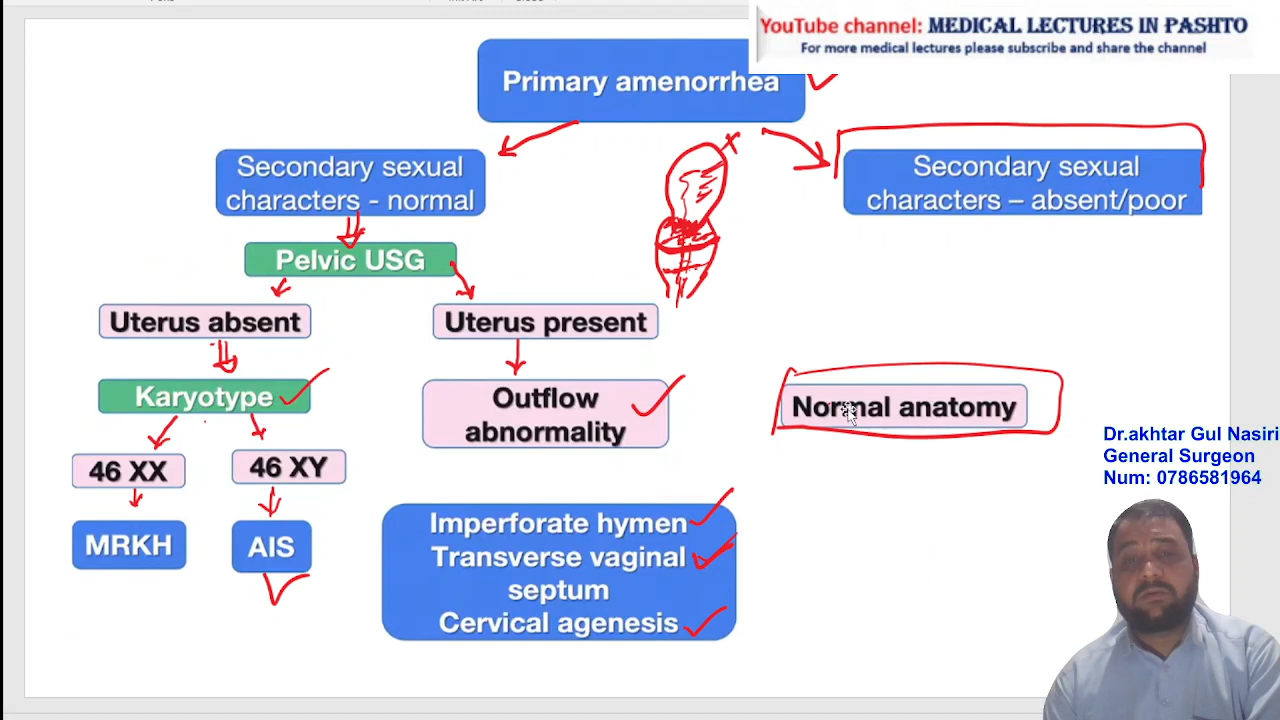 YouTube channel: MEDICAL LECTURES IN PASHTO
For more medical lectures please subscribe and share the channel
Primary amenorrhea
Secondary sexual
characters - normal
Secondary sexual
characters – absent/poor
Pelvic USG
Uterus absent
Uterus present
Karyotype
Outflow
abnormality
Normal anatomy
46 XX
46 XY
MRKH
AIS
Imperforate hymen
Transverse vaginal
septum
Cervical agenesis
Dr.akhtar Gul Nasiri
General Surgeon
Num: 0786581964